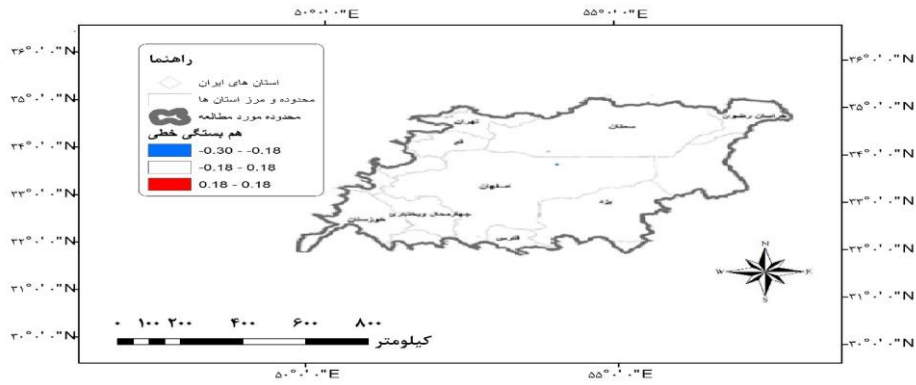 ۵۰°۰'۰"E ۵۵°۰'۰"E
۳۶°۰'۰"N ۳۶°۰'۰"N
۳۵°۰'۰"N ۳۵°۰'۰"N
۳۴°۰'۰"N ۳۴°۰'۰"N
۳۳°۰'۰"N ۳۳°۰'۰"N
۳۲°۰'۰"N ۳۲°۰'۰"N
۳۱°۰'۰"N ۳۱°۰'۰"N
۳۰°۰'۰"N ۳۰°۰'۰"N
۵۰°۰'۰"E ۵۵°۰'۰"E
راهنما
استان های ایران
محدوده و مرز استان ها
محدوده مورد مطالعه
هم بستگی خطی
-0.30 - -0.18
-0.18 - 0.18
0.18 - 0.18
تهران
سمنان
خراسان رضوی
قم
اصفهان
یزد
چهارمحال وبختیاری
خوزستان
فارس
N
W E
S
۰ ۱۰۰ ۲۰۰ ۴۰۰ ۶۰۰ ۸۰۰
کیلومتر